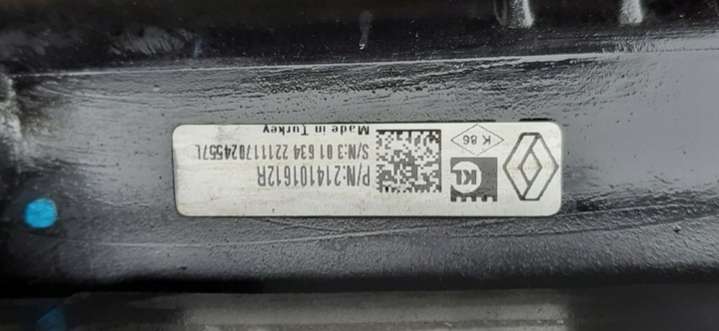 K 86
KL
P/N:214101612R
S/N:3 01 634 221117024557L
Made in Turkey